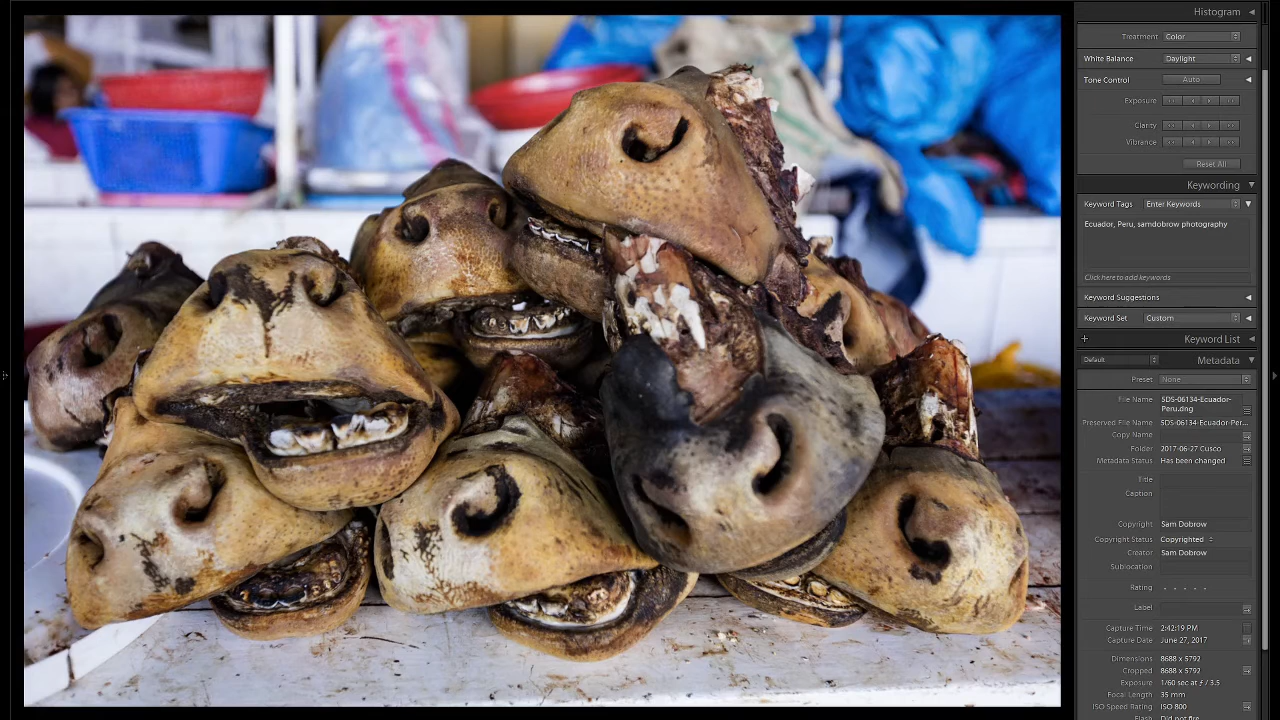 Histogram
Treatment Color
White Balance Daylight
Tone Control Auto
Exposure
Clarity
Vibrance
Reset All
Keywording
Keyword Tags Enter Keywords
Ecuador, Peru, samdobrow photography
Click here to add keywords
Keyword Suggestions
Keyword Set Custom
+ Keyword List
Default Metadata
Preset None
File Name 5DS-06134-Ecuador-
Peru.dng
Preserved File Name 5DS-06134-Ecuador-Per...
Copy Name
Folder 2017-06-27 Cusco
Metadata Status Has been changed
Title
Caption
Copyright Sam Dobrow
Copyright Status Copyrighted
Creator Sam Dobrow
Sublocation
Rating . . . . .
Label
Capture Time 2:42:19 PM
Capture Date June 27, 2017
Dimensions 8688 x 5792
Cropped 8688 x 5792
Exposure 1/60 sec at ƒ / 3.5
Focal Length 35 mm
ISO Speed Rating ISO 800
Flash Did not fire